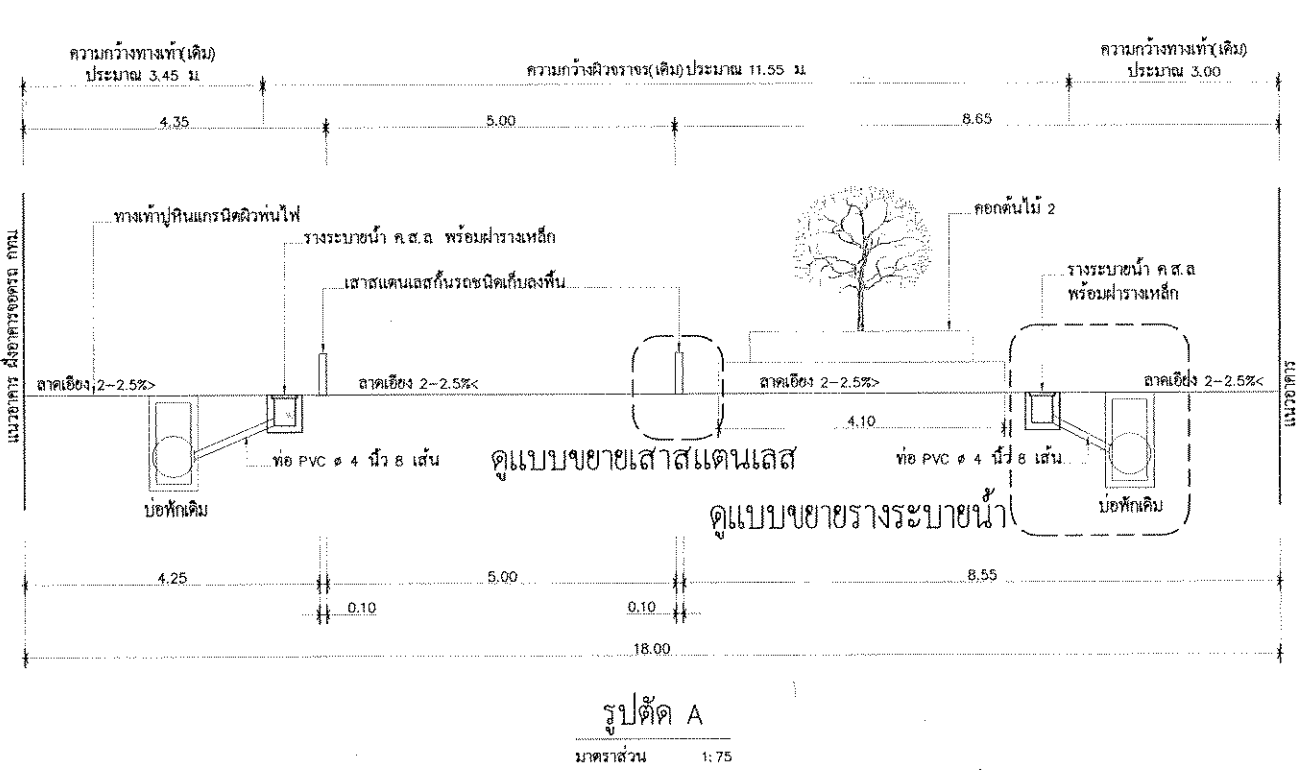 ความกว้างทางเท้า(เดิม)
ประมาณ 3.45 ม.
ความกว้างผิวจราจร(เดิม) ประมาณ 11.55 ม.
ความกว้างทางเท้า(เดิม)
ประมาณ 3.00
4.35
5.00
8.65
ทางเท้าปูหินแกรนิตผิวพ่นไฟ
รางระบายน้ำ ค.ส.ล พร้อมฝารางเหล็ก
เสาสแตนเลสกั้นรถชนิดเก็บลงพื้น
คอกต้นไม้ 2
รางระบายน้ำ ค.ส.ล
พร้อมฝารางเหล็ก
แนวอาคาร ฝั่งอาคารจอดรถ กทม.
แนวอาคาร
ลาดเอียง 2-2.5%>
ลาดเอียง 2-2.5%<
ลาดเอียง 2-2.5%>
ลาดเอียง 2-2.5%<
4.10
ท่อ PVC ø 4 นิ้ว 8 เส้น
ดูแบบขยายเสาสแตนเลส
ท่อ PVC ø 4 นิ้ว 8 เส้น
บ่อพักเดิม
ดูแบบขยายรางระบายน้ำ
บ่อพักเดิม
4.25
5.00
8.55
0.10
0.10
18.00
รูปตัด A
มาตราส่วน 1:75